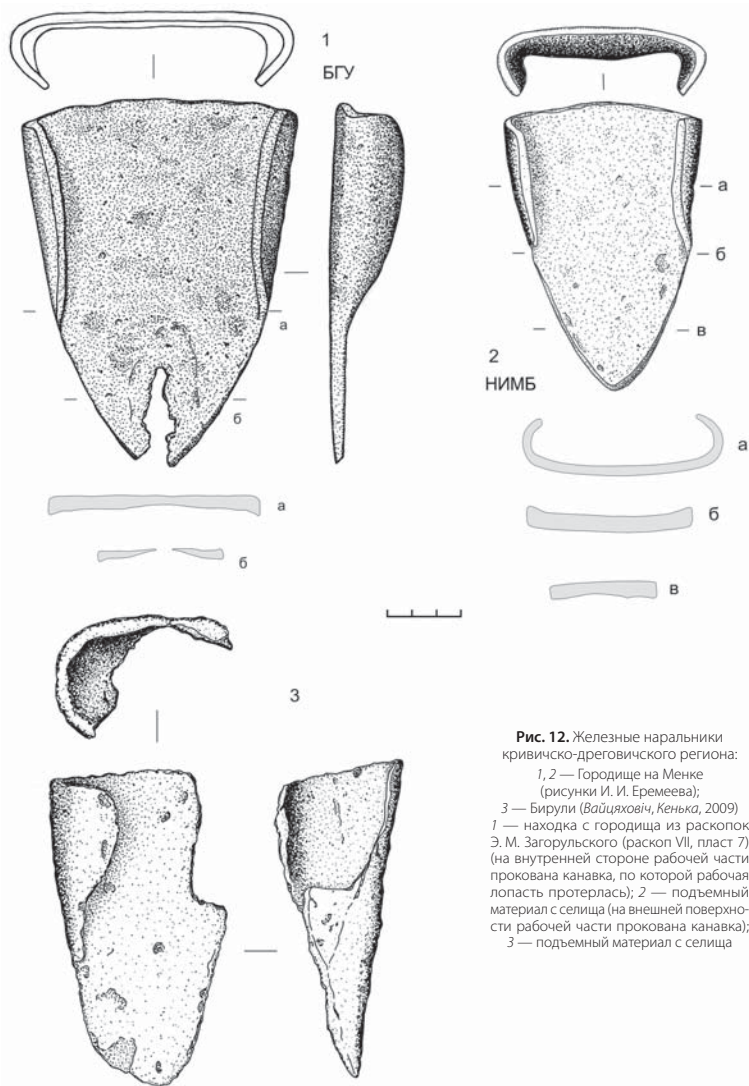 1
БГУ
а
б
а
б
2
НИМБ
а
б
в
а
б
в
3
Рис. 12. Железные наральники
кривичско-дреговичского региона:
1, 2 — Городище на Менке
(рисунки И. И. Еремеева);
3 — Бирули (Вайцяховіч, Кенька, 2009)
1 — находка с городища из раскопок
Э. М. Загорульского (раскоп VII, пласт 7)
(на внутренней стороне рабочей части
прокована канавка, по которой рабочая
лопасть протерлась); 2 — подъемный
материал с селища (на внешней поверхно-
сти рабочей части прокована канавка);
3 — подъемный материал с селища